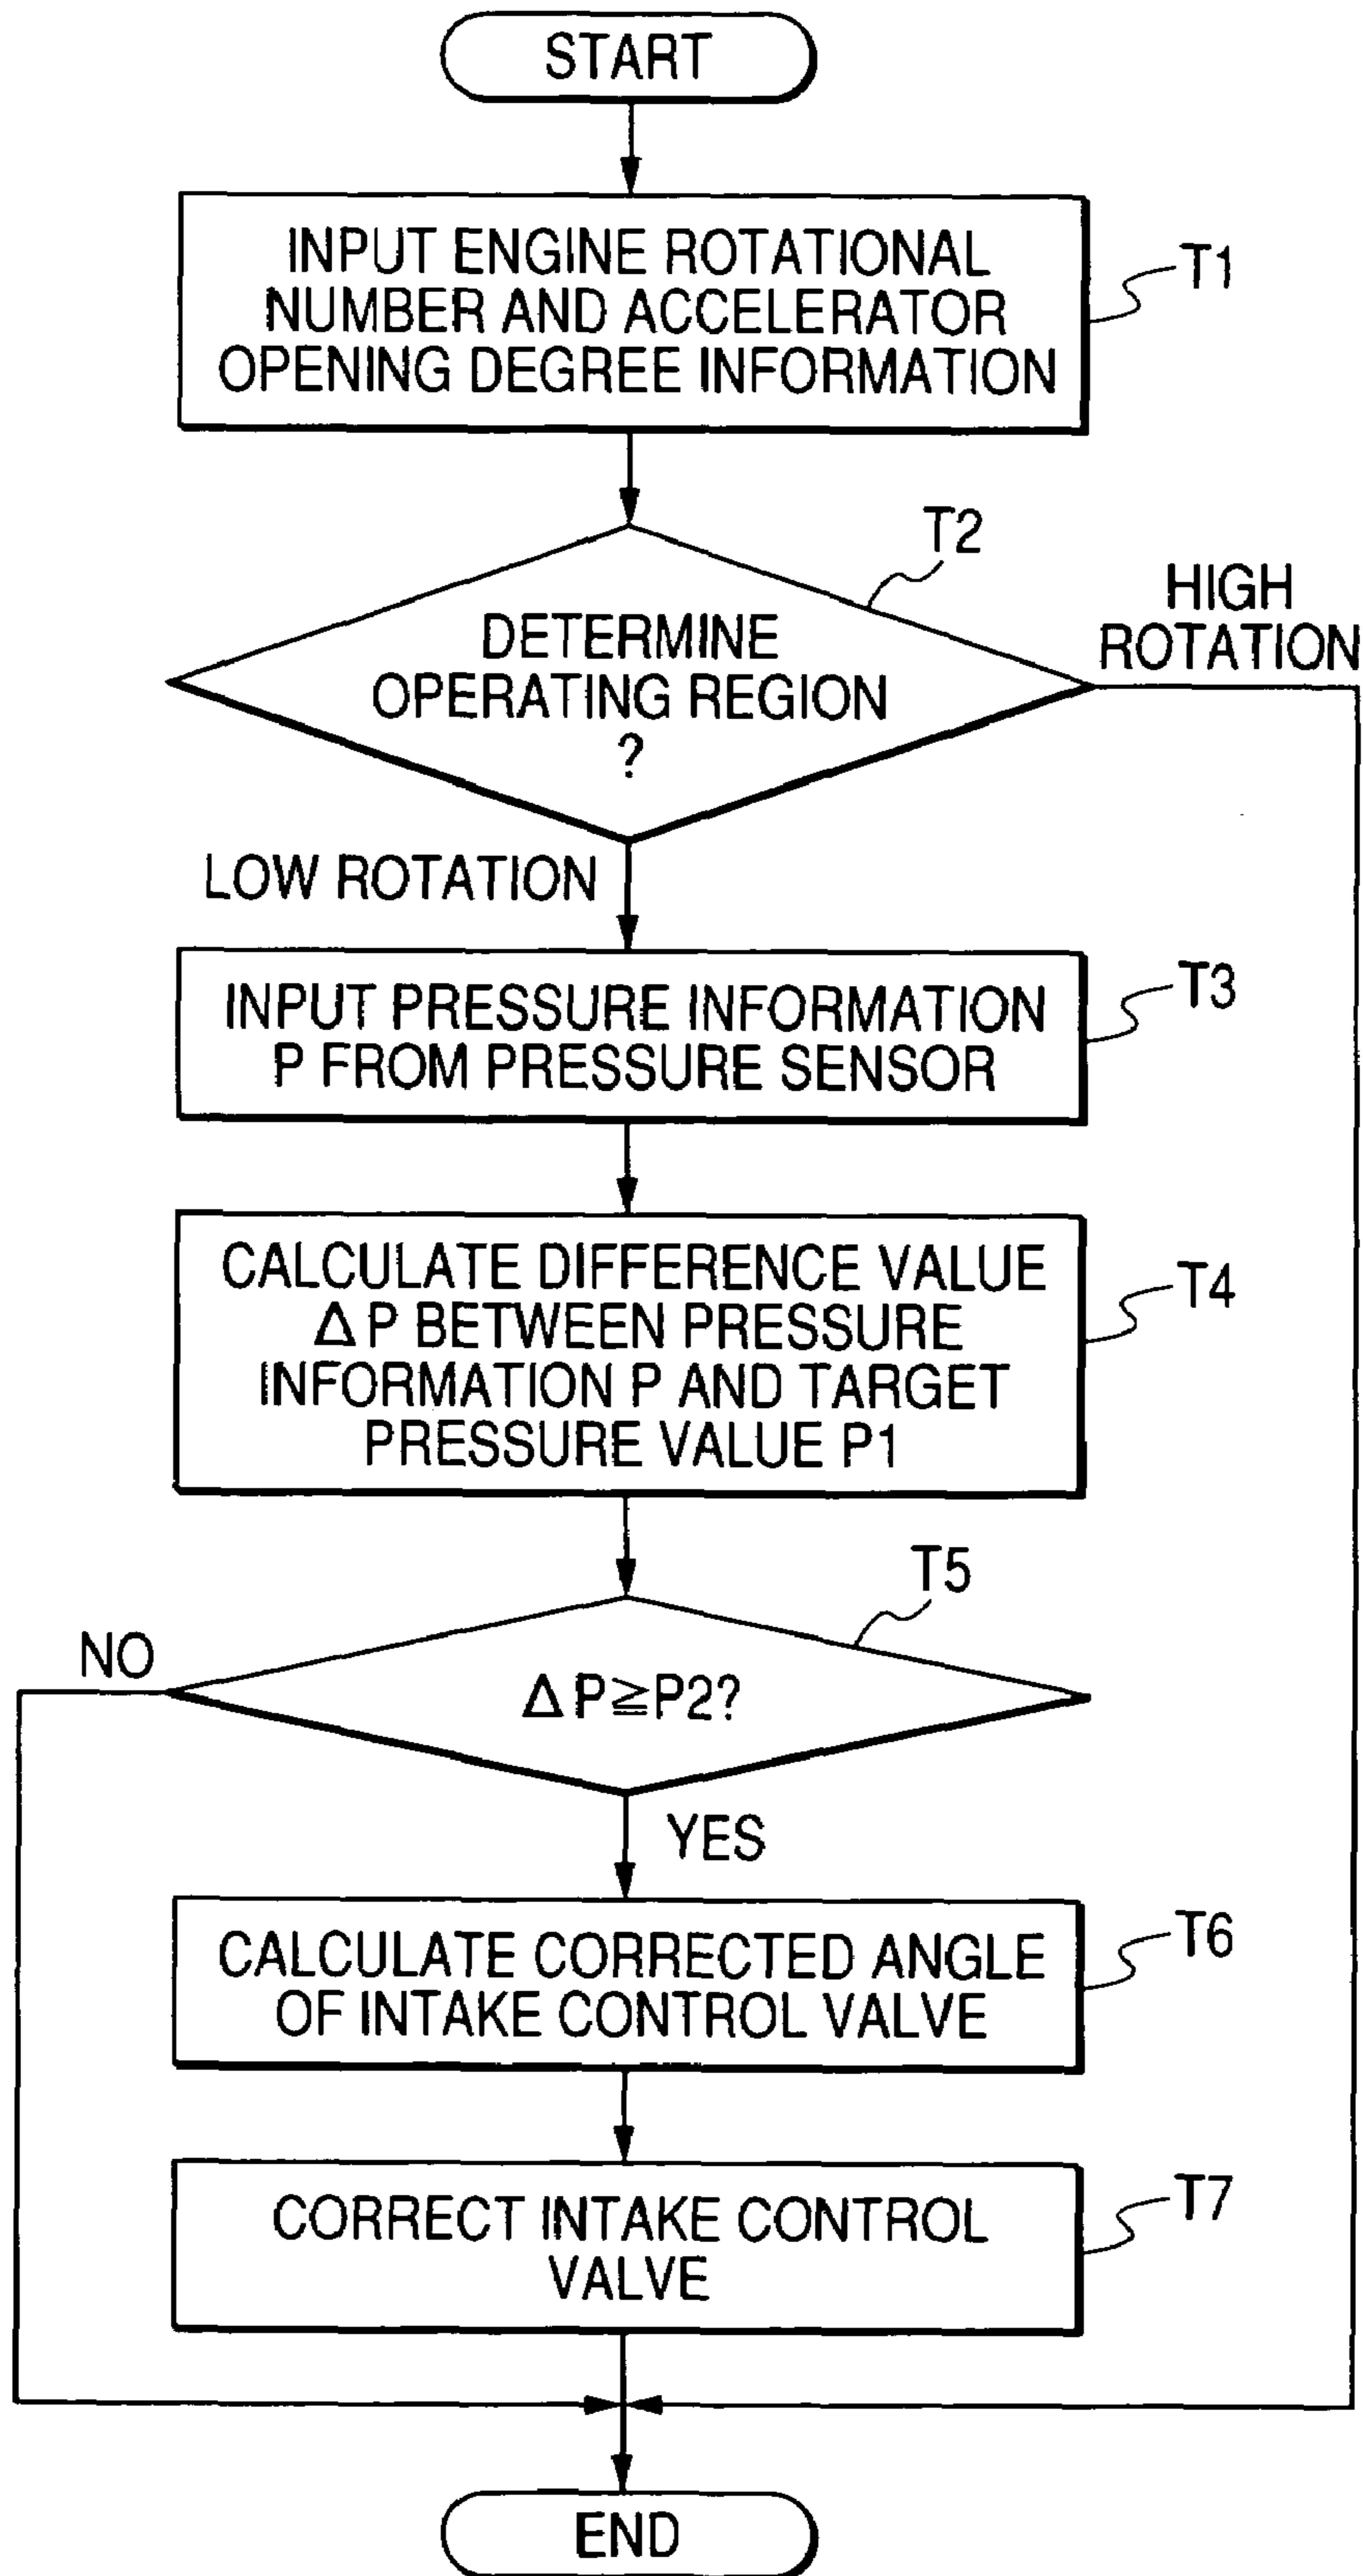 START
INPUT ENGINE ROTATIONAL
NUMBER AND ACCELERATOR
OPENING DEGREE INFORMATION
T1
T2
DETERMINE
OPERATING REGION
?
HIGH
ROTATION
LOW ROTATION
INPUT PRESSURE INFORMATION
P FROM PRESSURE SENSOR
T3
CALCULATE DIFFERENCE VALUE
Δ P BETWEEN PRESSURE
INFORMATION P AND TARGET
PRESSURE VALUE P1
T4
T5
NO
Δ P≧P2?
YES
CALCULATE CORRECTED ANGLE
OF INTAKE CONTROL VALVE
T6
CORRECT INTAKE CONTROL
VALVE
T7
END